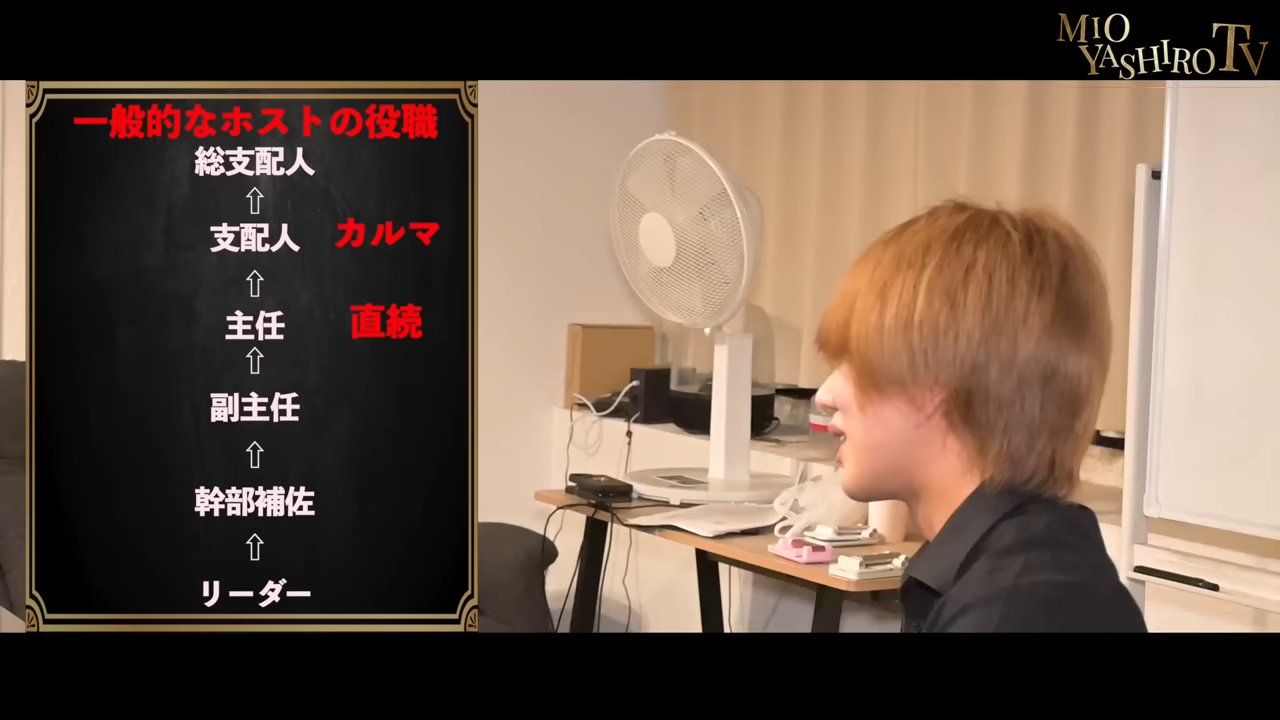 MIO
YASHIRO TV
一般的なホストの役職
総支配人
⇧
支配人 カルマ
⇧
主任 直続
⇧
副主任
⇧
幹部補佐
⇧
リーダー